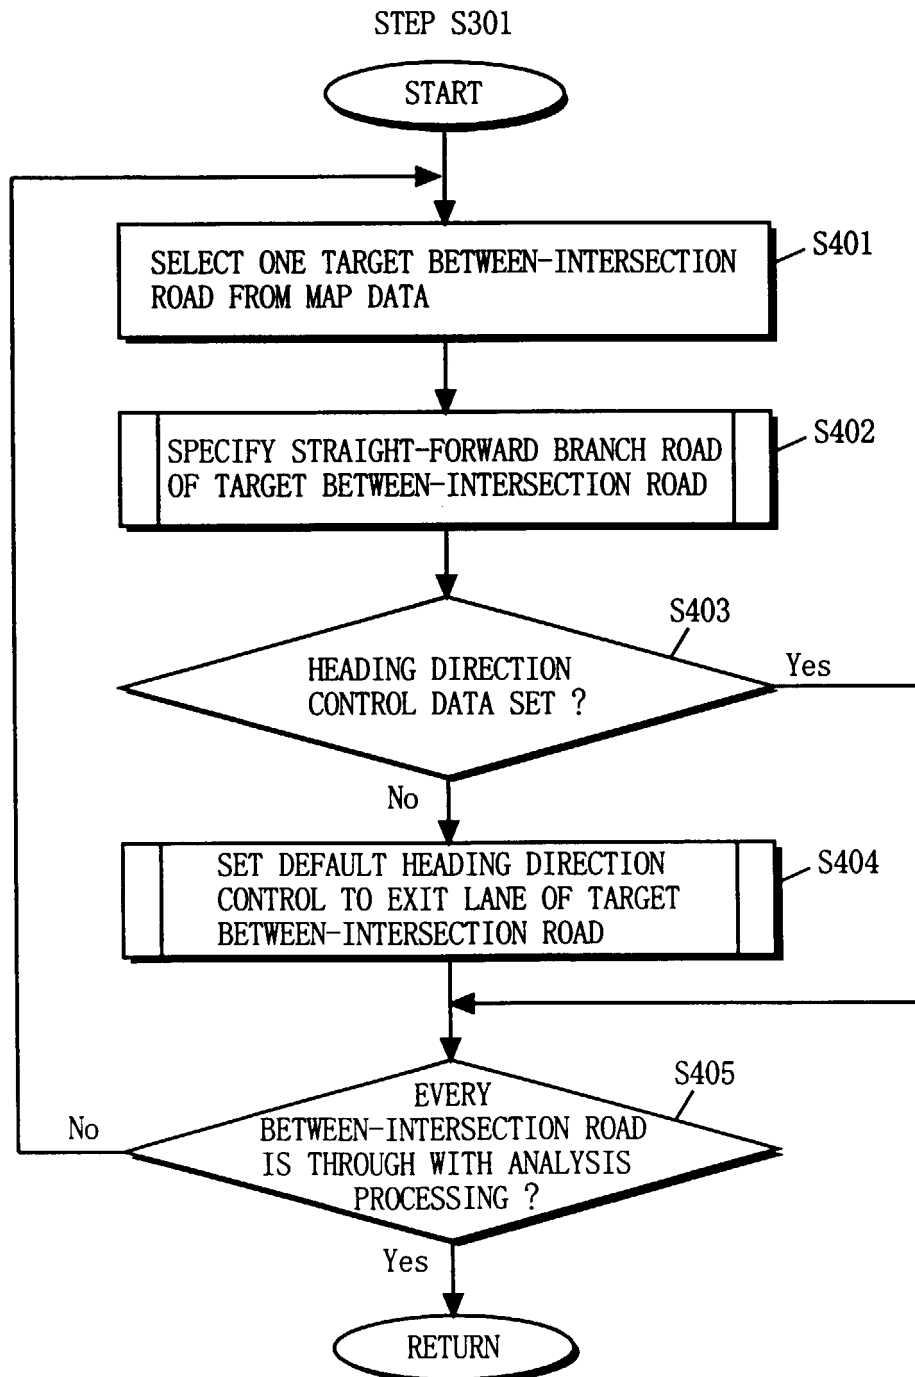 STEP S301
START
SELECT ONE TARGET BETWEEN-INTERSECTION
ROAD FROM MAP DATA
S401
SPECIFY STRAIGHT-FORWARD BRANCH ROAD
OF TARGET BETWEEN-INTERSECTION ROAD
S402
HEADING DIRECTION
CONTROL DATA SET ?
S403
Yes
No
SET DEFAULT HEADING DIRECTION
CONTROL TO EXIT LANE OF TARGET
BETWEEN-INTERSECTION ROAD
S404
EVERY
BETWEEN-INTERSECTION ROAD
IS THROUGH WITH ANALYSIS
PROCESSING ?
S405
No
Yes
RETURN